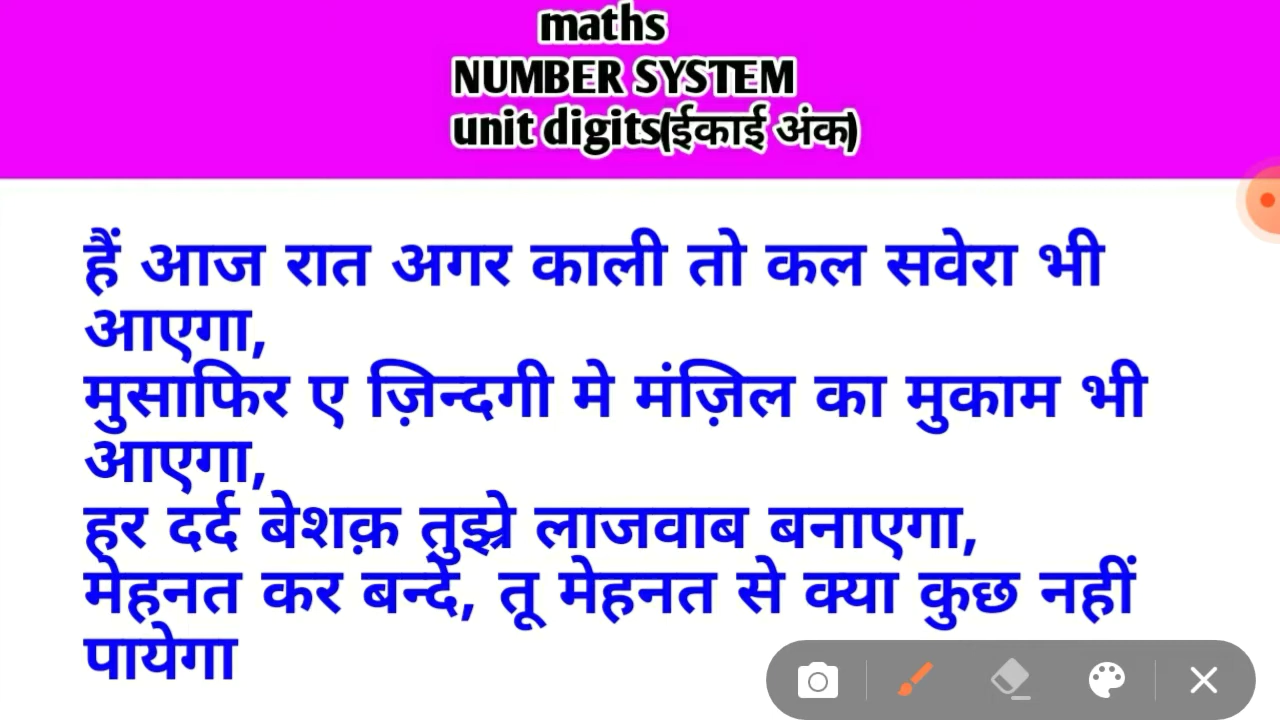 maths
NUMBER SYSTEM
unit digits(ईकाई अंक)
हैं आज रात अगर काली तो कल सवेरा भी
आएगा,
मुसाफिर ए ज़िन्दगी मे मंज़िल का मुकाम भी
आएगा,
हर दर्द बेशक़ तुझ्रे लाजवाब बनाएगा,
मेहनत कर बन्दे, तू मेहनत से क्या कुछ नहीं
पायेगा